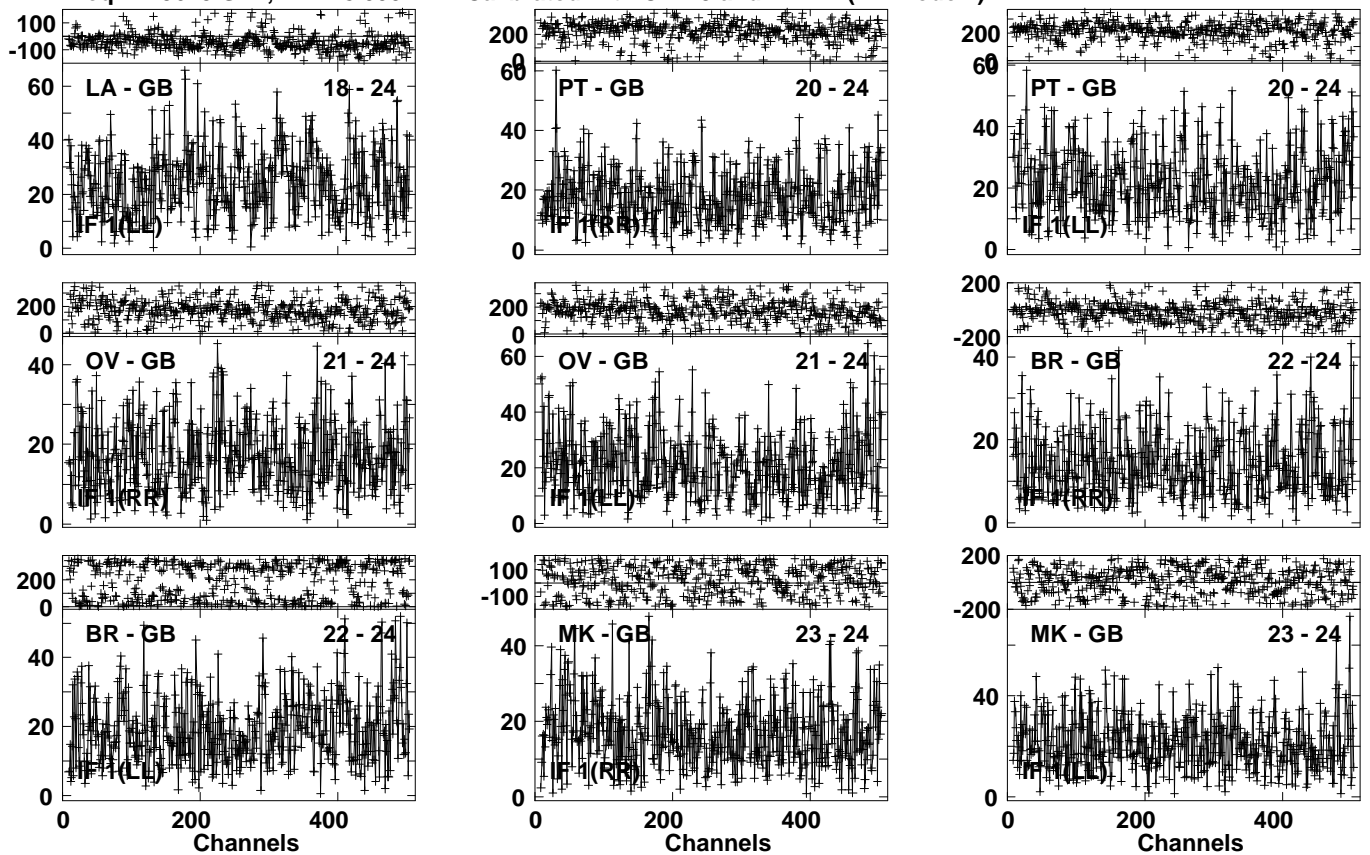 100
-100
200
0
200
0
60
40
20
0
LA - GB 18 - 24
IF 1(LL)
60
40
20
0
PT - GB 20 - 24
IF 1(RR)
60
40
20
0
PT - GB 20 - 24
IF 1(LL)
200
0
200
0
200
-200
40
20
0
OV - GB 21 - 24
IF 1(RR)
60
40
20
0
OV - GB 21 - 24
IF 1(LL)
40
20
0
BR - GB 22 - 24
IF 1(RR)
200
0
100
-100
200
-200
40
20
0
BR - GB 22 - 24
IF 1(LL)
40
20
0
MK - GB 23 - 24
IF 1(RR)
40
0
MK - GB 23 - 24
IF 1(LL)
0 200 400
0 200 400
0 200 400
Channels
Channels
Channels